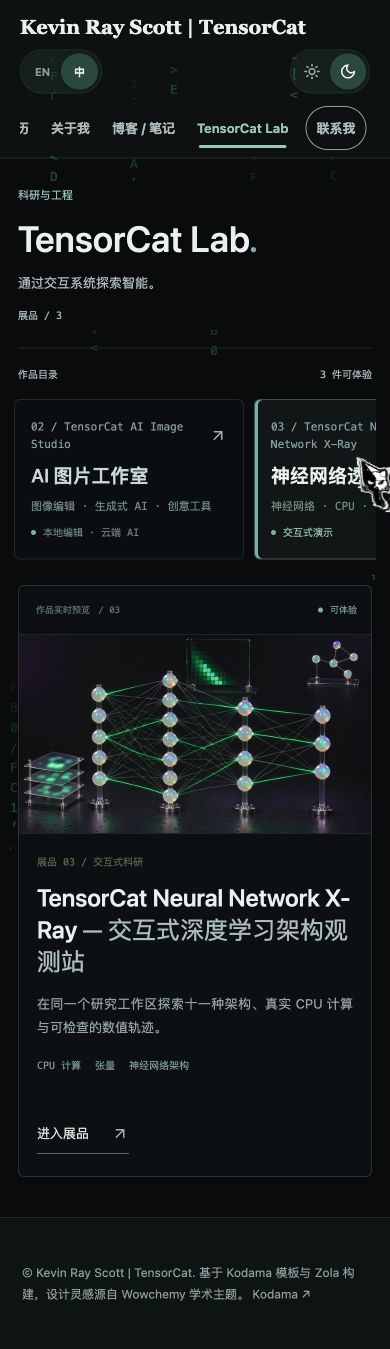 Kevin Ray Scott | TensorCat
EN 中
历 关于我 博客 / 笔记 TensorCat Lab 联系我
科研与工程
TensorCat Lab.
通过交互系统探索智能。
展品 / 3
作品目录 3 件可体验
02 / TensorCat AI Image
Studio
AI 图片工作室
图像编辑 · 生成式 AI · 创意工具
本地编辑 · 云端 AI
03 / TensorCat N
Network X-Ray
神经网络透
神经网络 · CPU ·
交互式演示
作品实时预览 / 03 可体验
展品 03 / 交互式科研
TensorCat Neural Network X-
Ray — 交互式深度学习架构观
测站
在同一个研究工作区探索十一种架构、真实 CPU 计算
与可检查的数值轨迹。
CPU 计算 张量 神经网络架构
进入展品 ↗
© Kevin Ray Scott | TensorCat. 基于 Kodama 模板与 Zola 构
建，设计灵感源自 Wowchemy 学术主题。 Kodama ↗